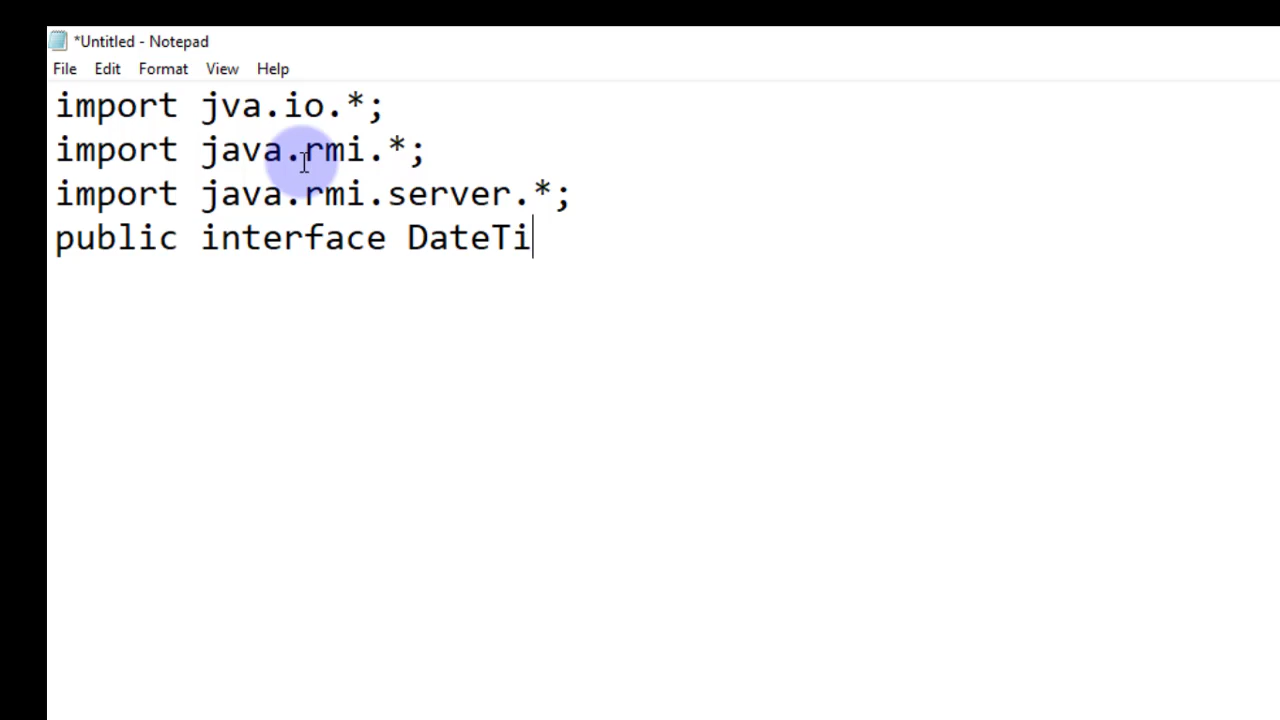 *Untitled - Notepad
File Edit Format View Help
import jva.io.*;
import java.rmi.*;
import java.rmi.server.*;
public interface DateTi